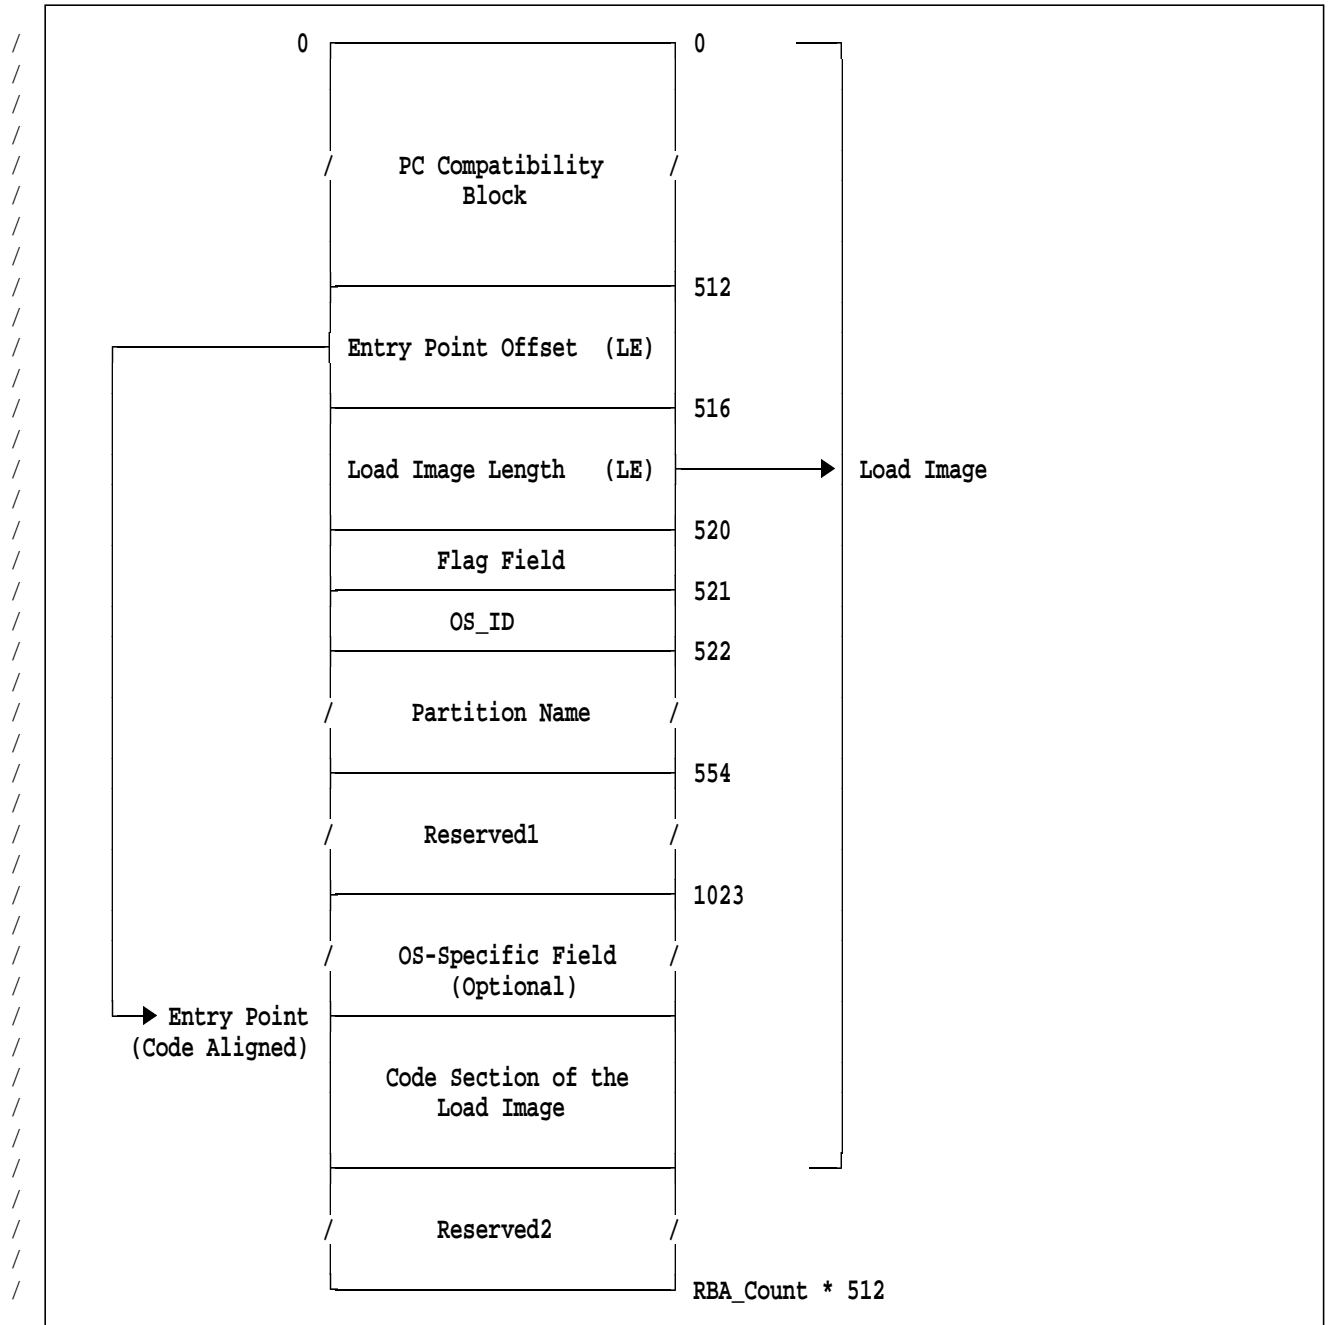 / 0 0
/
/
/
/ / PC Compatibility /
/ Block
/
/
/ 512
/
/ Entry Point Offset (LE)
/
/ 516
/
/ Load Image Length (LE) Load Image
/
/ 520
/ Flag Field
/ 521
/ OS_ID
/ 522
/
/ / Partition Name /
/
/ 554
/
/ / Reserved1 /
/
/ 1023
/
/ / OS-Specific Field /
/ (Optional)
/ Entry Point
/ (Code Aligned)
/ Code Section of the
/ Load Image
/
/
/
/ / Reserved2 /
/
/ RBA_Count * 512